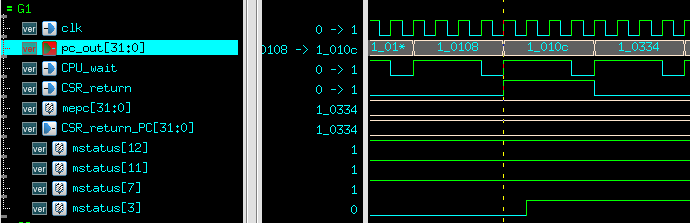 G1
ver clk 0 -> 1
ver pc_out[31:0] 0108 -> 1_010c 1_01* 1_0108 1_010c 1_0334
ver CPU_wait 0 -> 1
ver CSR_return 0 -> 1
ver mepc[31:0] 1_0334
ver CSR_return_PC[31:0] 1_0334
ver mstatus[12] 1
ver mstatus[11] 1
ver mstatus[7] 1
ver mstatus[3] 0